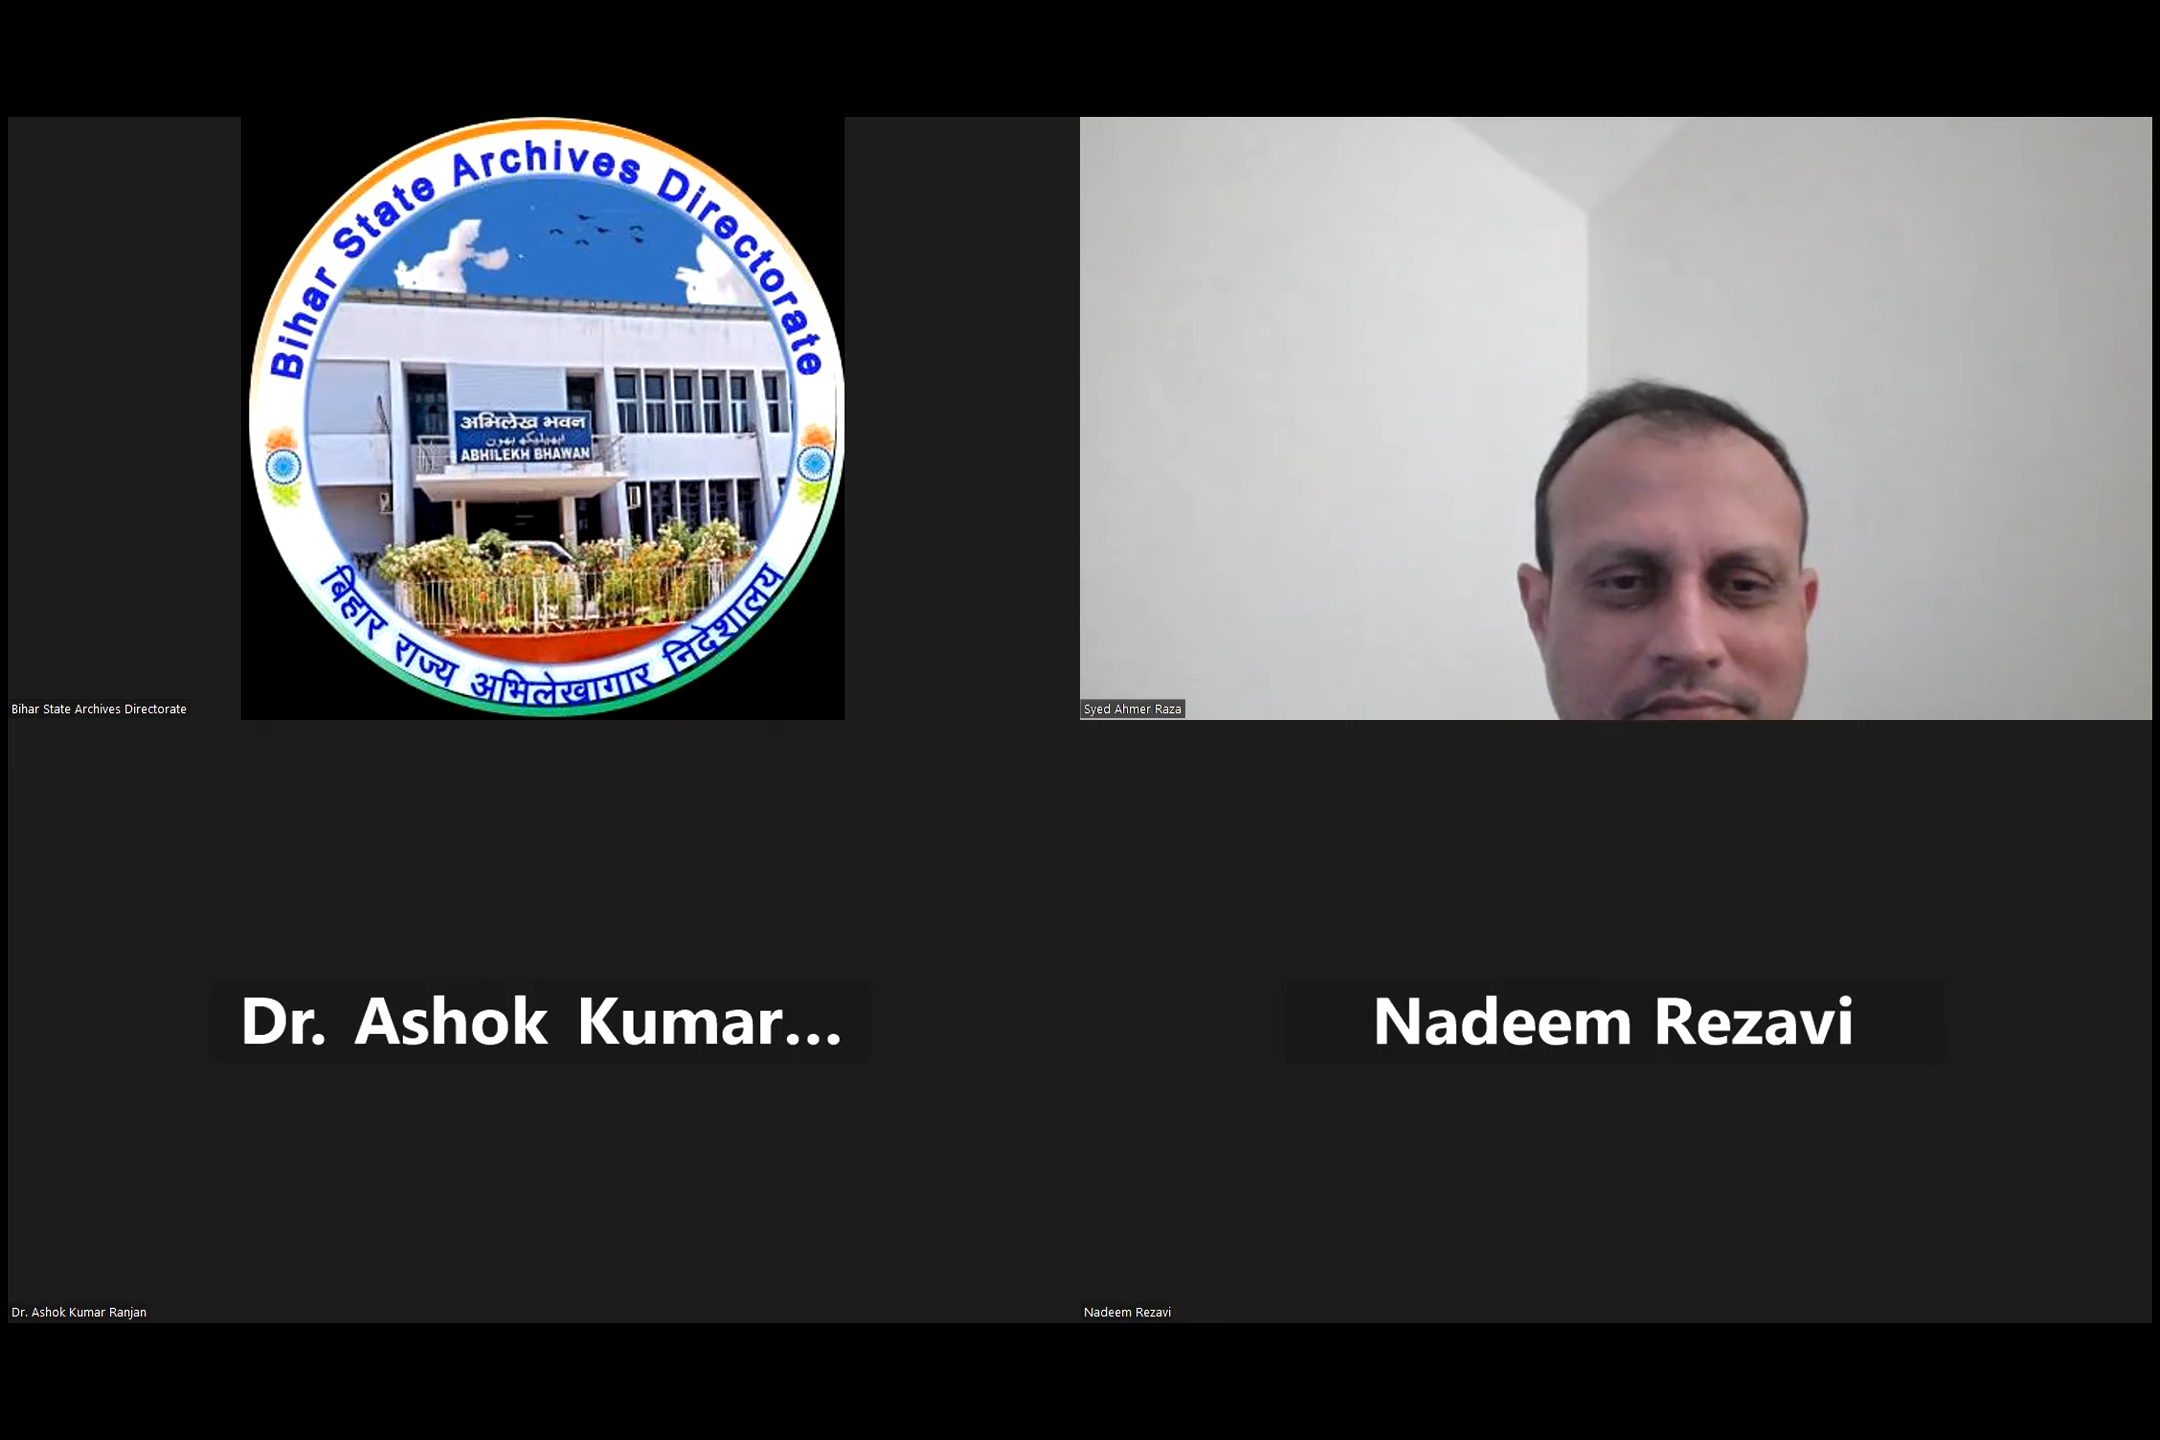 Bihar State Archives Directorate
अभिलेख भवन
ABHILEKH BHAWAN
बिहार राज्य अभिलेखागार निदेशालय
Bihar State Archives Directorate
Syed Ahmer Raza
Dr. Ashok Kumar...
Nadeem Rezavi
Dr. Ashok Kumar Ranjan
Nadeem Rezavi